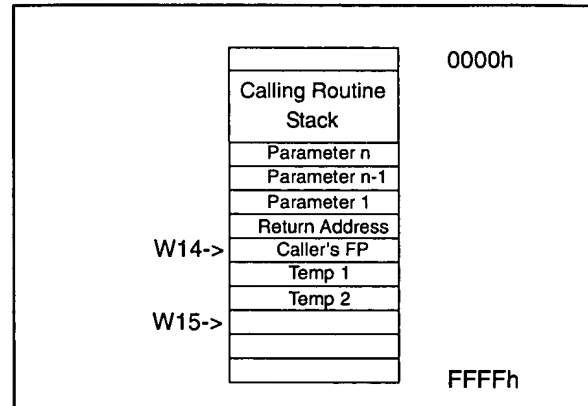 0000h
Calling Routine
Stack
Parameter n
Parameter n-1
Parameter 1
Return Address
W14->
Caller's FP
Temp 1
Temp 2
W15->
FFFFh